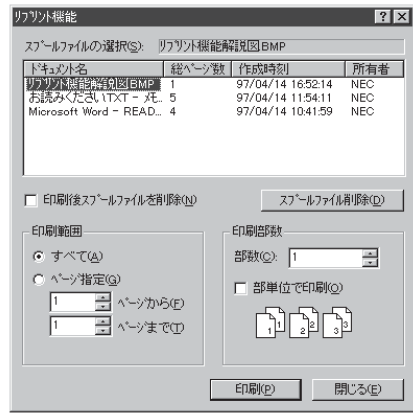 リプリント機能
スプールファイルの選択(S): リプリント機能解説図BMP
ドキュメント名 総ページ数 作成時刻 所有者
リプリント機能解説図BMP 1 97/04/14 16:52:14 NEC
お読みくださいTXT - メモ.. 5 97/04/14 11:54:11 NEC
Microsoft Word - READ... 4 97/04/14 10:41:59 NEC
印刷後スプールファイルを削除(N) スプールファイル削除(D)
印刷範囲
すべて(A)
ページ指定(G)
1 ページから(F)
1 ページまで(T)
印刷部数
部数(C): 1
部単位で印刷(O)
1 1 2 2 3 3
印刷(P) 閉じる(E)